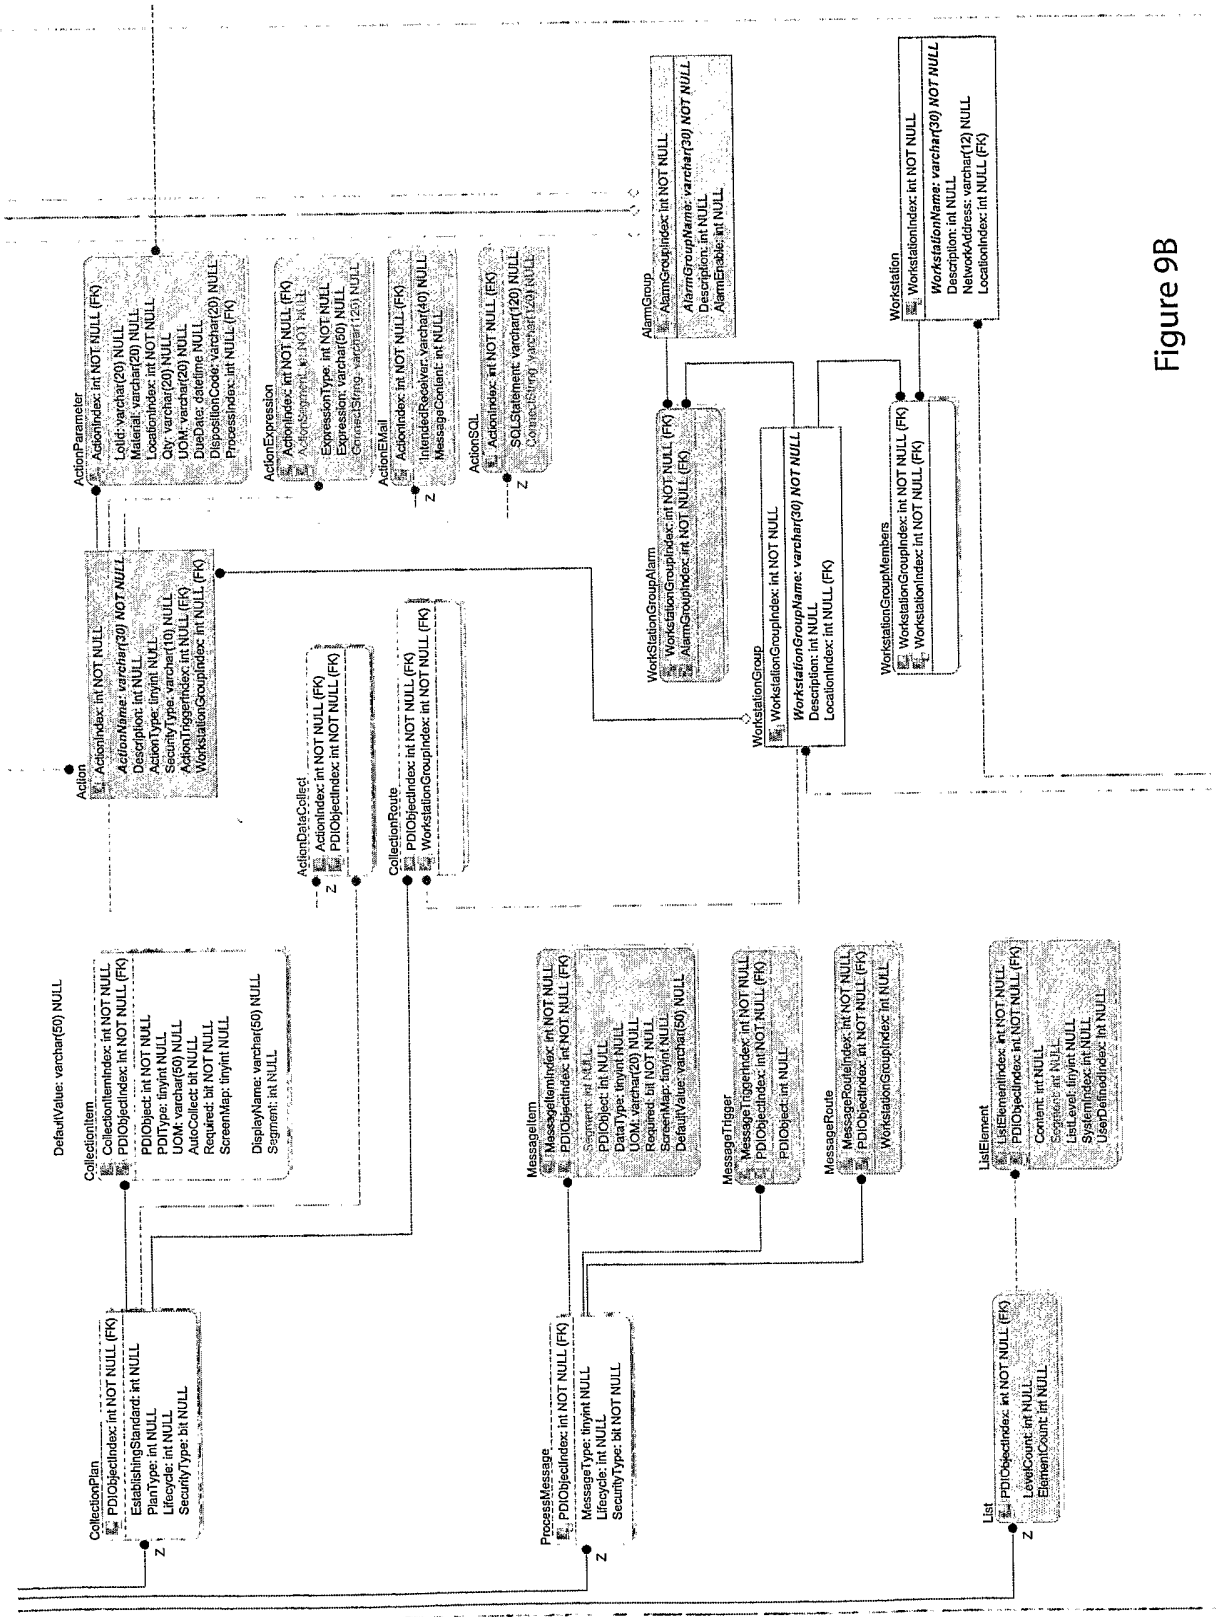 DefaultValue: varchar(50) NULL
CollectionPlan
PDIObjectIndex: int NOT NULL (FK)
EstablishingStandard: int NULL
PlanType: int NULL
Lifecycle: int NULL
SecurityType: bit NULL
Z
CollectionItem
CollectionItemIndex: int NOT NULL
PDIObjectIndex: int NOT NULL (FK)
PDIObject: int NOT NULL
PDIType: tinyint NULL
UOM: varchar(50) NULL
AutoCollect: bit NULL
Required: bit NOT NULL
ScreenMap: tinyint NULL
DisplayName: varchar(50) NULL
Segment: int NULL
Action
ActionIndex: int NOT NULL
ActionName: varchar(30) NOT NULL
Description: int NULL
ActionType: tinyint NULL
SecurityType: varchar(10) NULL
ActionTriggerIndex: int NULL (FK)
WorkstationGroupIndex: int NULL (FK)
ActionParameter
ActionIndex: int NOT NULL (FK)
LotId: varchar(20) NULL
Material: varchar(20) NULL
LocationIndex: int NOT NULL
Qty: varchar(20) NULL
UOM: varchar(20) NULL
DueDate: datetime NULL
DispositionCode: varchar(20) NULL
ProcessIndex: int NULL (FK)
ActionExpression
ActionIndex: int NOT NULL (FK)
ActionSegment: int NOT NULL
ExpressionType: int NOT NULL
Expression: varchar(50) NULL
ConnectString: varchar(120) NULL
ActionEMail
ActionIndex: int NOT NULL (FK)
IntendedReceiver: varchar(40) NULL
MessageContent: int NULL
Z
ActionSQL
ActionIndex: int NOT NULL (FK)
SQLStatement: varchar(120) NULL
ConnectString: varchar(120) NULL
Z
ActionDataCollect
ActionIndex: int NOT NULL (FK)
PDIObjectIndex: int NOT NULL (FK)
Z
CollectionRoute
PDIObjectIndex: int NOT NULL (FK)
WorkstationGroupIndex: int NOT NULL (FK)
ProcessMessage
PDIObjectIndex: int NOT NULL (FK)
MessageType: tinyint NULL
Lifecycle: int NULL
SecurityType: bit NOT NULL
Z
MessageItem
MessageItemIndex: int NOT NULL
PDIObjectIndex: int NOT NULL (FK)
Segment: int NULL
PDIObject: int NULL
DataType: tinyint NULL
UOM: varchar(20) NULL
Required: bit NOT NULL
ScreenMap: tinyint NULL
DefaultValue: varchar(50) NULL
MessageTrigger
MessageTriggerIndex: int NOT NULL
PDIObjectIndex: int NOT NULL (FK)
PDIObject: int NULL
MessageRoute
MessageRouteIndex: int NOT NULL
PDIObjectIndex: int NOT NULL (FK)
WorkstationGroupIndex: int NULL
WorkStationGroupAlarm
WorkstationGroupIndex: int NOT NULL (FK)
AlarmGroupIndex: int NOT NULL (FK)
AlarmGroup
AlarmGroupIndex: int NOT NULL
AlarmGroupName: varchar(30) NOT NULL
Description: int NULL
AlarmEnable: int NULL
WorkstationGroup
WorkstationGroupIndex: int NOT NULL
WorkstationGroupName: varchar(30) NOT NULL
Description: int NULL
LocationIndex: int NULL (FK)
WorkstationGroupMembers
WorkstationGroupIndex: int NOT NULL (FK)
WorkstationIndex: int NOT NULL (FK)
Workstation
WorkstationIndex: int NOT NULL
WorkstationName: varchar(30) NOT NULL
Description: int NULL
NetworkAddress: varchar(12) NULL
LocationIndex: int NULL (FK)
List
PDIObjectIndex: int NOT NULL (FK)
LevelCount: int NULL
ElementCount: int NULL
Z
ListElement
ListElementIndex: int NOT NULL
PDIObjectIndex: int NOT NULL (FK)
Content: int NULL
Segment: int NULL
ListLevel: tinyint NULL
SystemIndex: int NULL
UserDefinedIndex: int NULL
Figure 9B